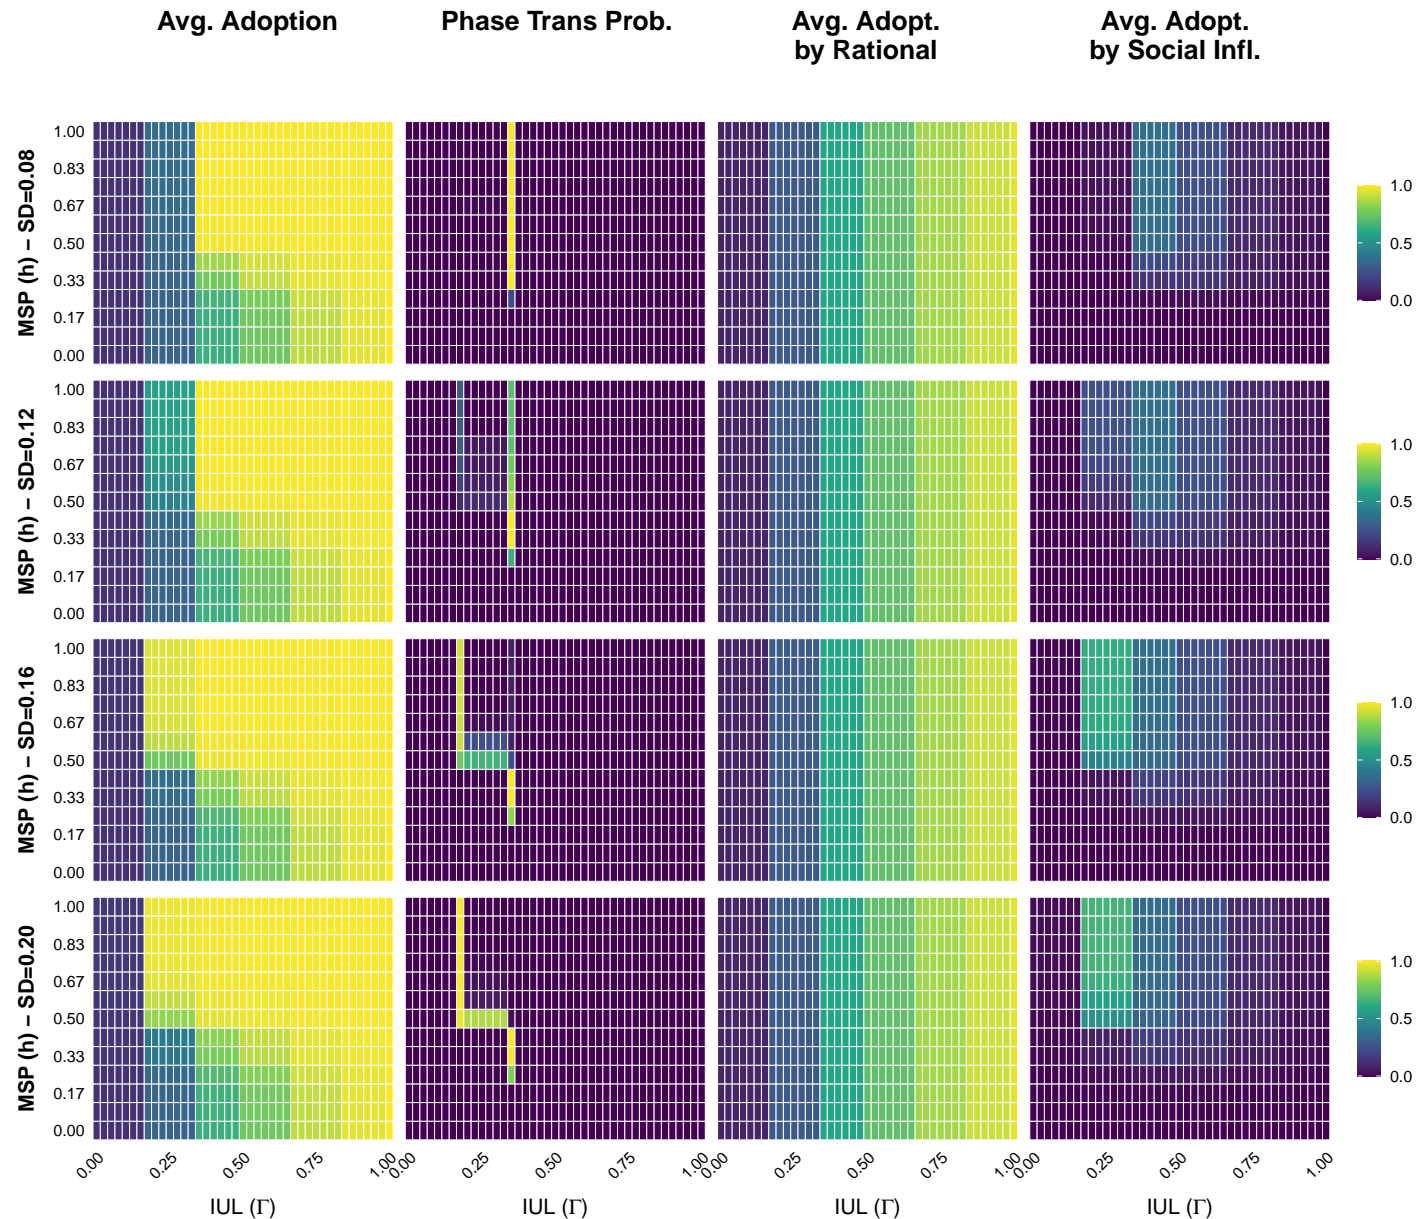 Avg. Adoption
Phase Trans Prob.
Avg. Adopt.
by Rational
Avg. Adopt.
by Social Infl.
MSP (h) − SD=0.08
1.00
0.83
0.67
0.50
0.33
0.17
0.00
1.0
0.5
0.0
MSP (h) − SD=0.12
1.00
0.83
0.67
0.50
0.33
0.17
0.00
1.0
0.5
0.0
MSP (h) − SD=0.16
1.00
0.83
0.67
0.50
0.33
0.17
0.00
1.0
0.5
0.0
MSP (h) − SD=0.20
1.00
0.83
0.67
0.50
0.33
0.17
0.00
1.0
0.5
0.0
0.00 0.25 0.50 0.75 1.00
0.00 0.25 0.50 0.75 1.00
0.00 0.25 0.50 0.75 1.00
0.00 0.25 0.50 0.75 1.00
IUL (Γ)
IUL (Γ)
IUL (Γ)
IUL (Γ)